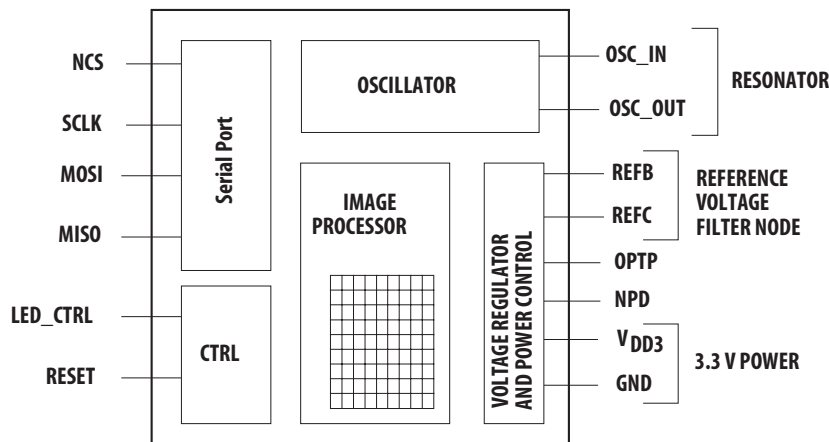 NCS
SCLK
MOSI
MISO
LED_CTRL
RESET
Serial Port
CTRL
OSCILLATOR
IMAGE
PROCESSOR
VOLTAGE REGULATOR
AND POWER CONTROL
OSC_IN
OSC_OUT
RESONATOR
REFB
REFC
REFERENCE
VOLTAGE
FILTER NODE
OPTP
NPD
VDD3
GND
3.3 V POWER